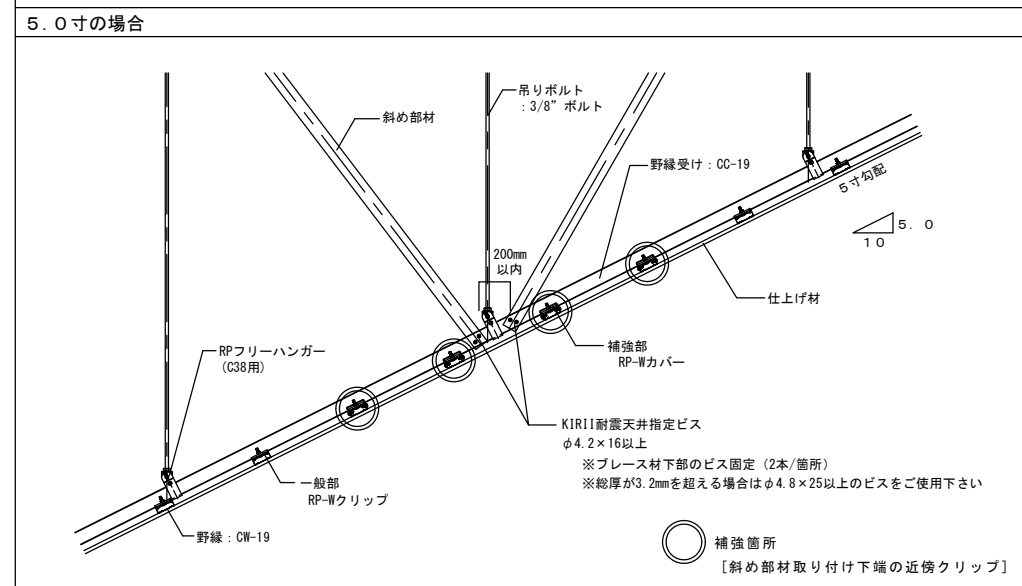 ５．０寸の場合
吊りボルト
：3/8”ボルト
斜め部材
野縁受け：CC-19
5寸勾配
5．0
10
200mm
以内
仕上げ材
RPフリーハンガー
(C38用)
補強部
RP-Wカバー
KIRII耐震天井指定ビス
φ4.2×16以上
※ブレース材下部のビス固定（2本/箇所）
※総厚が3.2mmを超える場合はφ4.8×25以上のビスをご使用下さい
一般部
RP-Wクリップ
野縁：CW-19
補強箇所
［斜め部材取り付け下端の近傍クリップ］